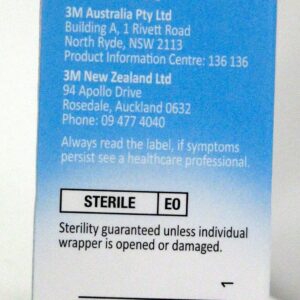 3M Australia Pty Ltd
Building A, 1 Rivett Road
North Ryde, NSW 2113
Product Information Centre: 136 136
3M New Zealand Ltd
94 Apollo Drive
Rosedale, Auckland 0632
Phone: 09 477 4040
Always read the label, if symptoms
persist see a healthcare professional.
STERILE EO
Sterility guaranteed unless individual
wrapper is opened or damaged.
1